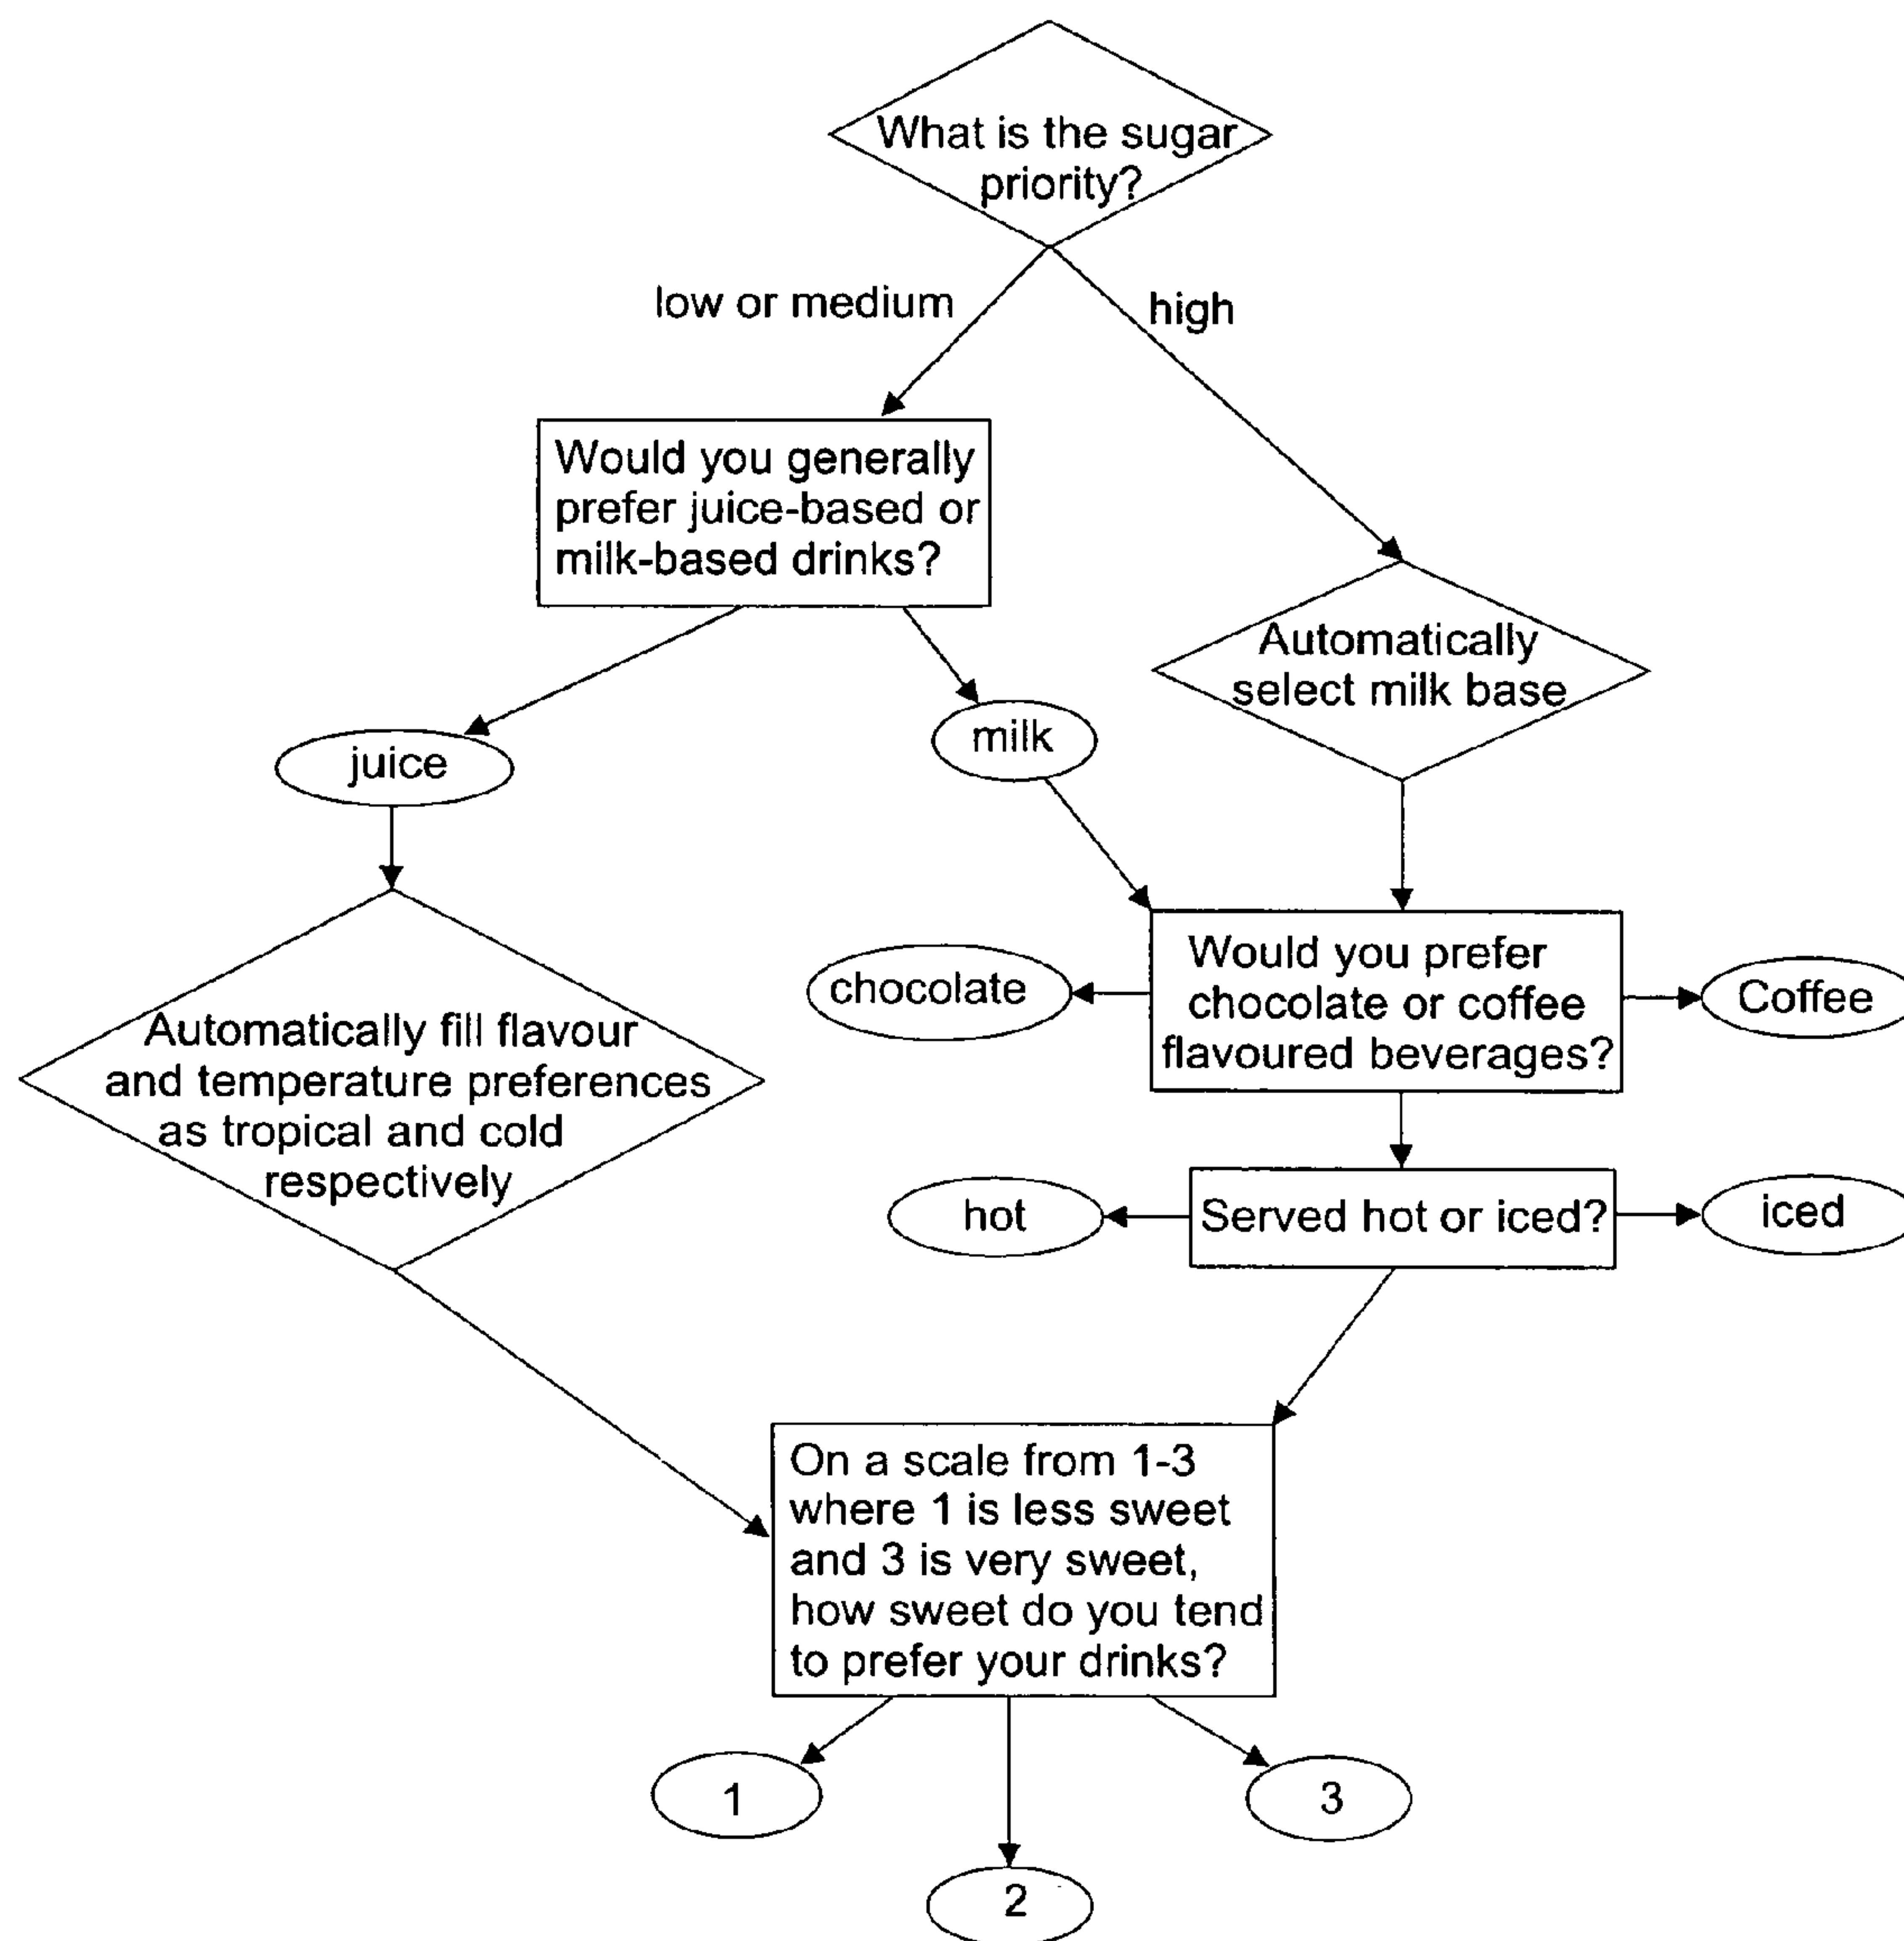 What is the sugar
priority?
low or medium
high
Would you generally
prefer juice-based or
milk-based drinks?
Automatically
select milk base
milk
juice
Would you prefer
chocolate or coffee
flavoured beverages?
chocolate
Coffee
Automatically fill flavour
and temperature preferences
as tropical and cold
respectively
hot
Served hot or iced?
iced
On a scale from 1-3
where 1 is less sweet
and 3 is very sweet,
how sweet do you tend
to prefer your drinks?
1
3
2